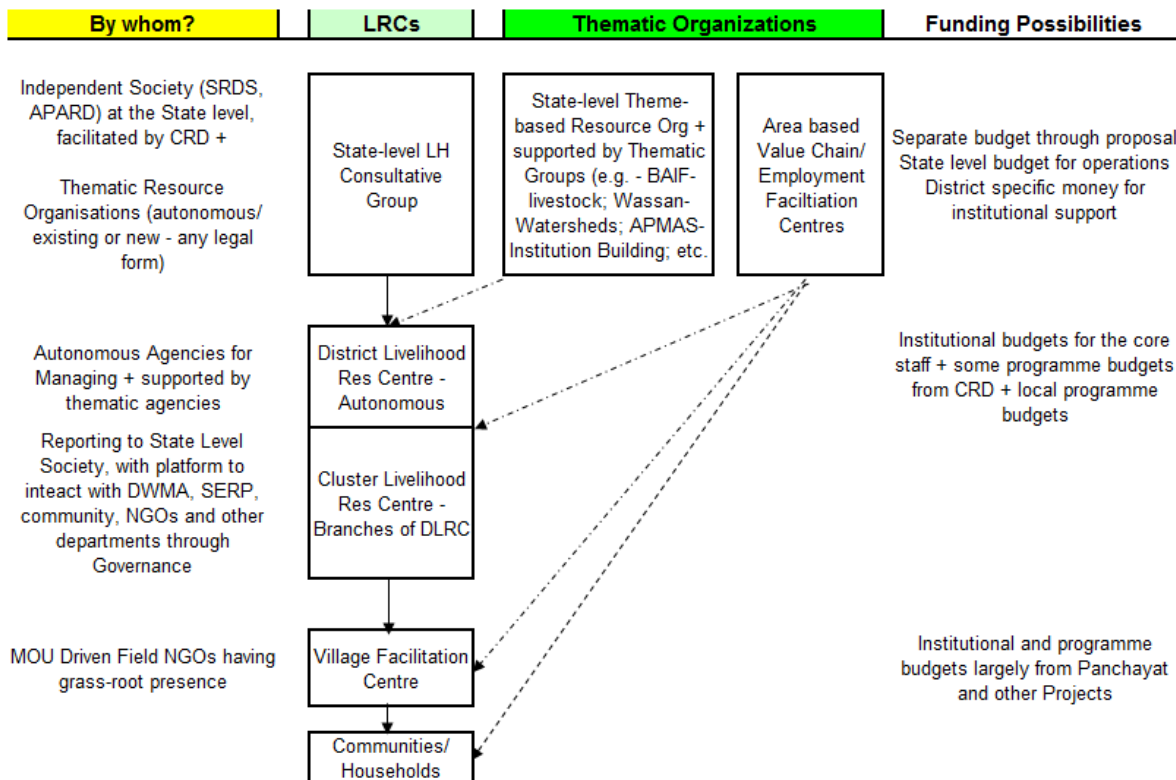 By whom?
LRCs
Thematic Organizations
Funding Possibilities
Independent Society (SRDS,
APARD) at the State level,
facilitated by CRD +
Thematic Resource
Organisations (autonomous/
existing or new - any legal
form)
State-level LH
Consultative
Group
State-level Theme-
based Resource Org +
supported by Thematic
Groups (e.g. - BAIF-
livestock; Wassan-
Watersheds; APMAS-
Institution Building; etc.
Area based
Value Chain/
Employment
Faciltiation
Centres
Separate budget through proposal
State level budget for operations
District specific money for
institutional support
Autonomous Agencies for
Managing + supported by
thematic agencies
District Livelihood
Res Centre -
Autonomous
Institutional budgets for the core
staff + some programme budgets
from CRD + local programme
budgets
Reporting to State Level
Society, with platform to
inteact with DWMA, SERP,
community, NGOs and other
departments through
Governance
Cluster Livelihood
Res Centre -
Branches of DLRC
MOU Driven Field NGOs having
grass-root presence
Village Facilitation
Centre
Institutional and programme
budgets largely from Panchayat
and other Projects
Communities/
Households